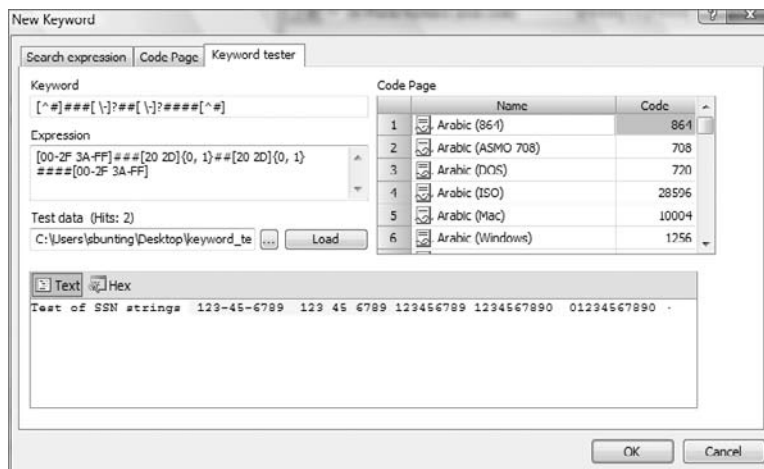 New Keyword
Search expression Code Page Keyword tester
Keyword
[^#]###[ \-]?##[ \-]?####[^#]
Expression
[00-2F 3A-FF]###[20 2D]{0, 1}##[20 2D]{0, 1}
####[00-2F 3A-FF]
Test data (Hits: 2)
C:\Users\sbunting\Desktop\keyword_te ... Load
Code Page
Name Code
1 Arabic (864) 864
2 Arabic (ASMO 708) 708
3 Arabic (DOS) 720
4 Arabic (ISO) 28596
5 Arabic (Mac) 10004
6 Arabic (Windows) 1256
Text Hex
Test of SSN strings 123-45-6789 123 45 6789 123456789 1234567890 01234567890 ·
OK Cancel